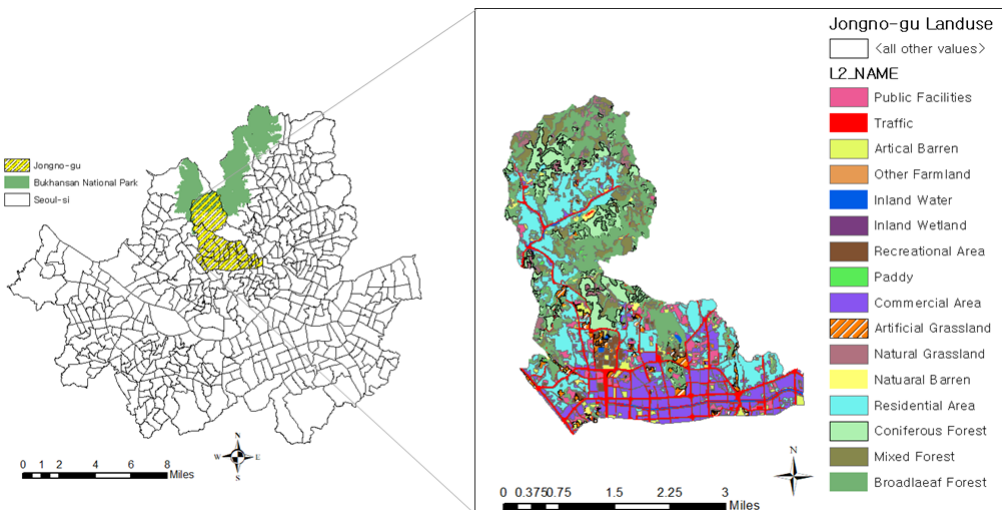 Jongno-gu
Bukhansan National Park
Seoul-si
N
W
E
S
0 1 2 4 6 8
Miles
Jongno-gu Landuse
<all other values>
L2_NAME
Public Facilities
Traffic
Artical Barren
Other Farmland
Inland Water
Inland Wetland
Recreational Area
Paddy
Commercial Area
Artificial Grassland
Natural Grassland
Natuaral Barren
Residential Area
Coniferous Forest
Mixed Forest
Broadlaeaf Forest
N
0 0.3750.75 1.5 2.25 3
Miles